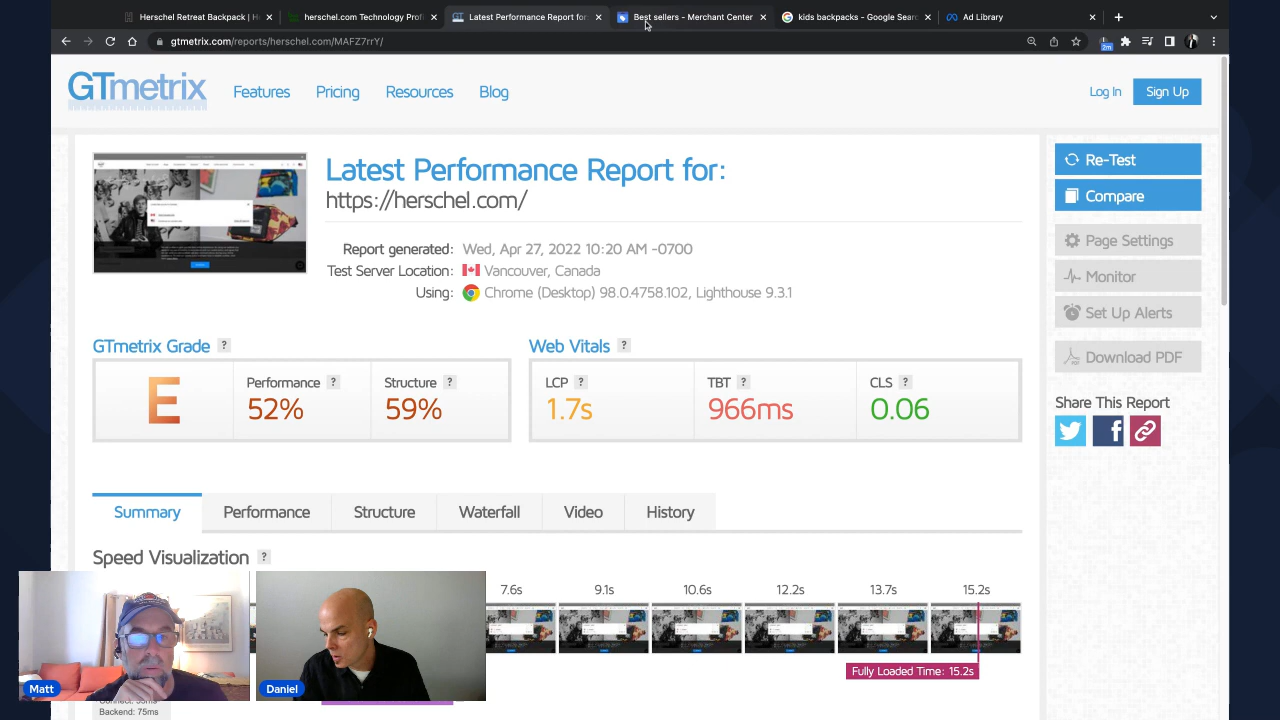 Herschel Retreat Backpack | H
herschel.com Technology Profi
Latest Performance Report for:
Best sellers - Merchant Center
kids backpacks - Google Searc
Ad Library
gtmetrix.com/reports/herschel.com/MAFZ7rrY/
2m
GTmetrix
Features
Pricing
Resources
Blog
Log In
Sign Up
Latest Performance Report for:
https://herschel.com/
Report generated: Wed, Apr 27, 2022 10:20 AM -0700
Test Server Location: Vancouver, Canada
Using: Chrome (Desktop) 98.0.4758.102, Lighthouse 9.3.1
Re-Test
Compare
Page Settings
Monitor
Set Up Alerts
Download PDF
Share This Report
GTmetrix Grade ?
Web Vitals ?
E
Performance ?
52%
Structure ?
59%
LCP ?
1.7s
TBT ?
966ms
CLS ?
0.06
Summary
Performance
Structure
Waterfall
Video
History
Speed Visualization ?
7.6s
9.1s
10.6s
12.2s
13.7s
15.2s
Fully Loaded Time: 15.2s
Matt
Daniel
Backend: 75ms